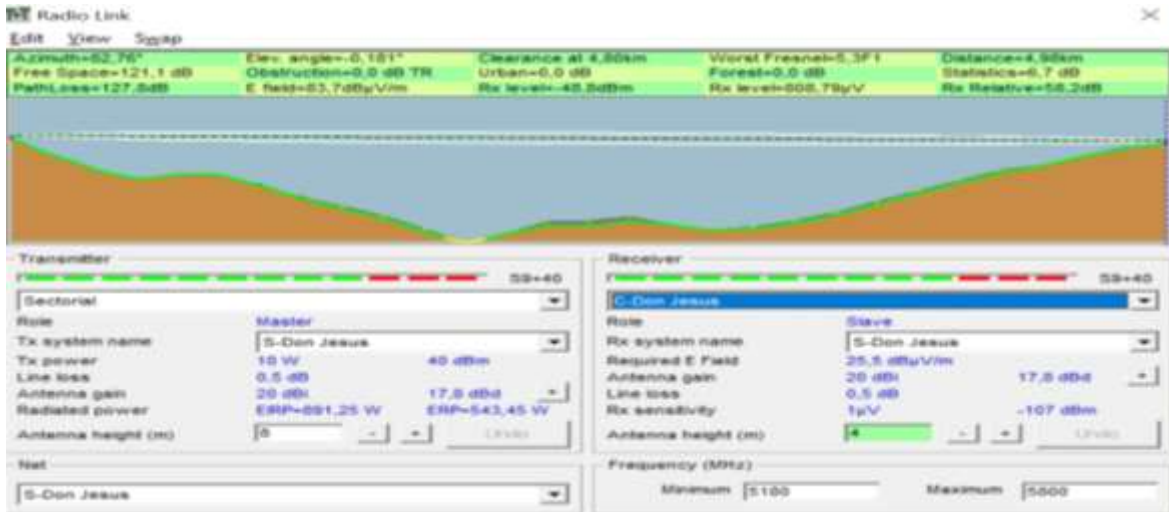 Radio Link
Edit View Swap
Azimuth=82,76° Elev. angle=-0,181° Clearance at 4,80km Worst Fresnel=5,3F1 Distance=4,98km
Free Space=121,1 dB Obstruction=0,0 dB TR Urban=0,0 dB Forest=0,0 dB Statistics=6,7 dB
PathLoss=127,8dB E field=83,7dBµV/m Rx level=-48,8dBm Rx level=808,79µV Rx Relative=58,2dB
Transmitter Receiver
S9+40 S9+40
Sectorial C-Don Jesus
Role Master Role Slave
Tx system name S-Don Jesus Rx system name S-Don Jesus
Tx power 10 W 40 dBm Required E Field 25,5 dBµV/m
Line loss 0,5 dB Antenna gain 20 dBi 17,8 dBd +
Antenna gain 20 dBi 17,8 dBd + Line loss 0,5 dB
Radiated power EIRP=891,25 W ERP=543,45 W Rx sensitivity 1µV -107 dBm
Antenna height (m) - + Undo Antenna height (m) 4 - + Undo
Net Frequency (MHz)
S-Don Jesus Minimum 5180 Maximum 5800